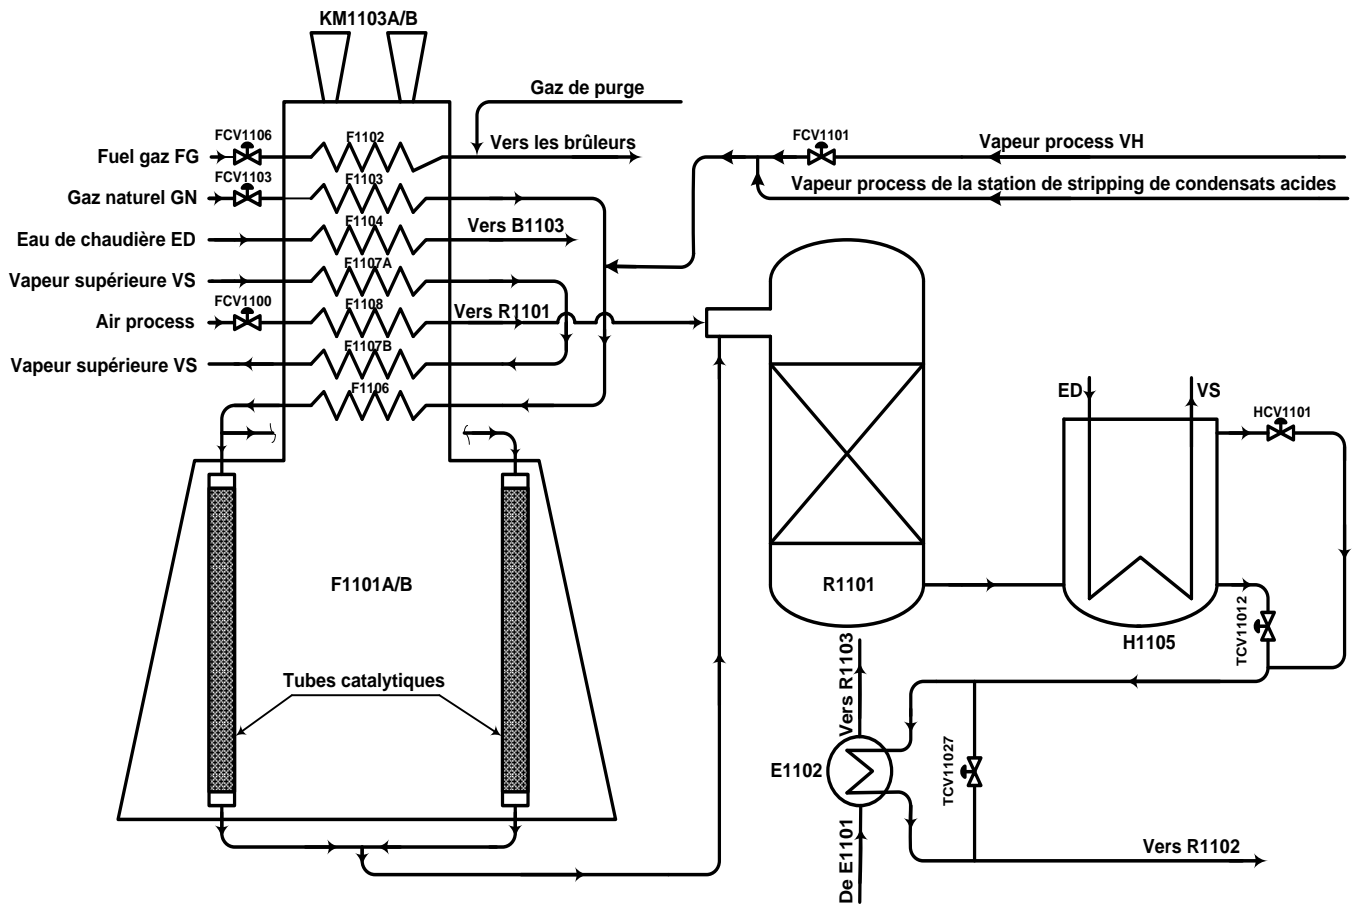 KM1103A/B
Gaz de purge
FCV1106
F1102
Vers les brûleurs
FCV1101
Vapeur process VH
Fuel gaz FG
FCV1103
F1103
Gaz naturel GN
Vapeur process de la station de stripping de condensats acides
F1104
Vers B1103
Eau de chaudière ED
F1107A
Vapeur supérieure VS
FCV1100
F1108
Vers R1101
Air process
F1107B
Vapeur supérieure VS
F1106
ED
VS
HCV1101
F1101A/B
R1101
H1105
TCV11012
Tubes catalytiques
Vers R1103
E1102
TCV11027
De E1101
Vers R1102